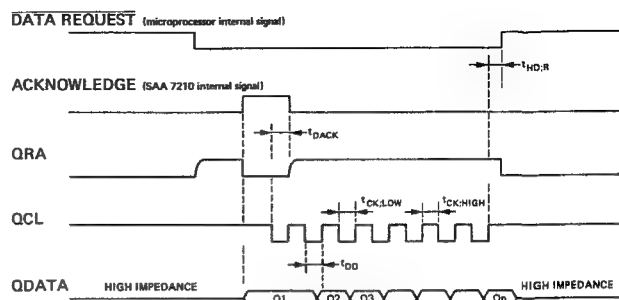 DATA REQUEST (microprocessor internal signal)
tHD;R
ACKNOWLEDGE (SAA 7210 internal signal)
tDACK
QRA
tCK;LOW
tCK;HIGH
QCL
tDD
QDATA HIGH IMPEDANCE Q1 Q2 Q3 Qn HIGH IMPEDANCE